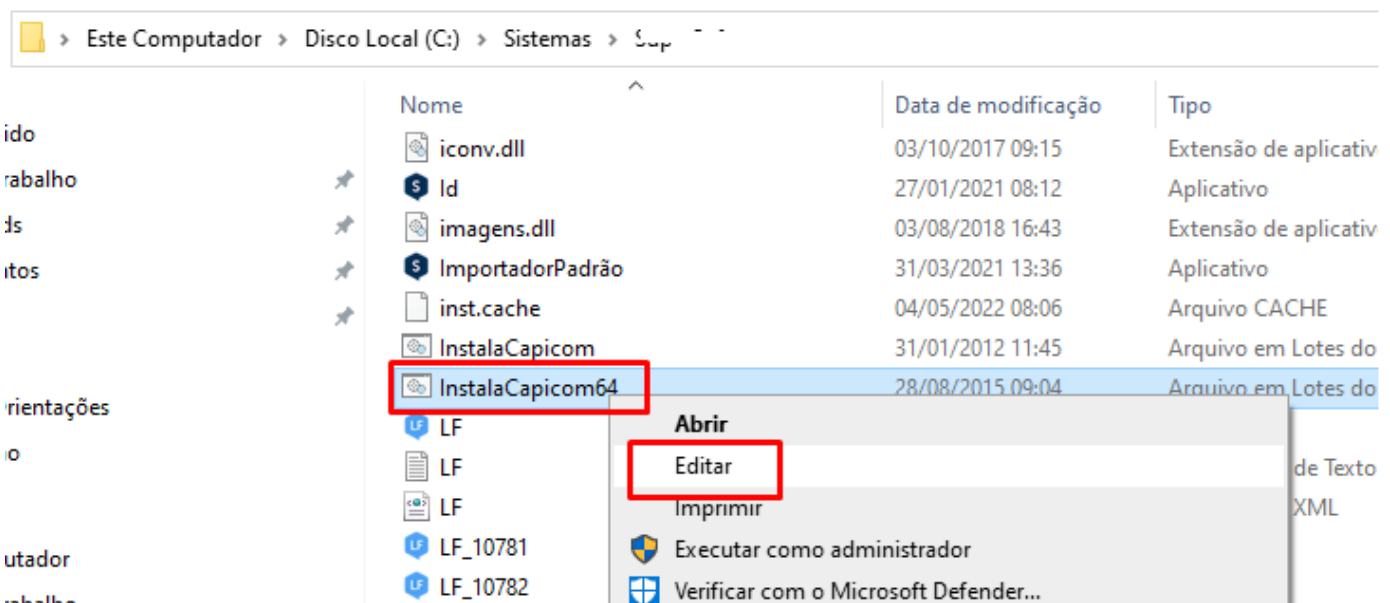 Este Computador > Disco Local (C:) > Sistemas >
Nome Data de modificação Tipo
ido
iconv.dll 03/10/2017 09:15 Extensão de aplicativ
rabalho
Id 27/01/2021 08:12 Aplicativo
ds
imagens.dll 03/08/2018 16:43 Extensão de aplicativ
itos
ImportadorPadrão 31/03/2021 13:36 Aplicativo
inst.cache 04/05/2022 08:06 Arquivo CACHE
InstalaCapicom 31/01/2012 11:45 Arquivo em Lotes do
InstalaCapicom64 28/08/2015 09:04 Arquivo em Lotes do
rientações
LF
Abrir
LF
Editar
de Texto
LF
Imprimir
XML
LF_10781
Executar como administrador
utador
LF_10782
Verificar com o Microsoft Defender...